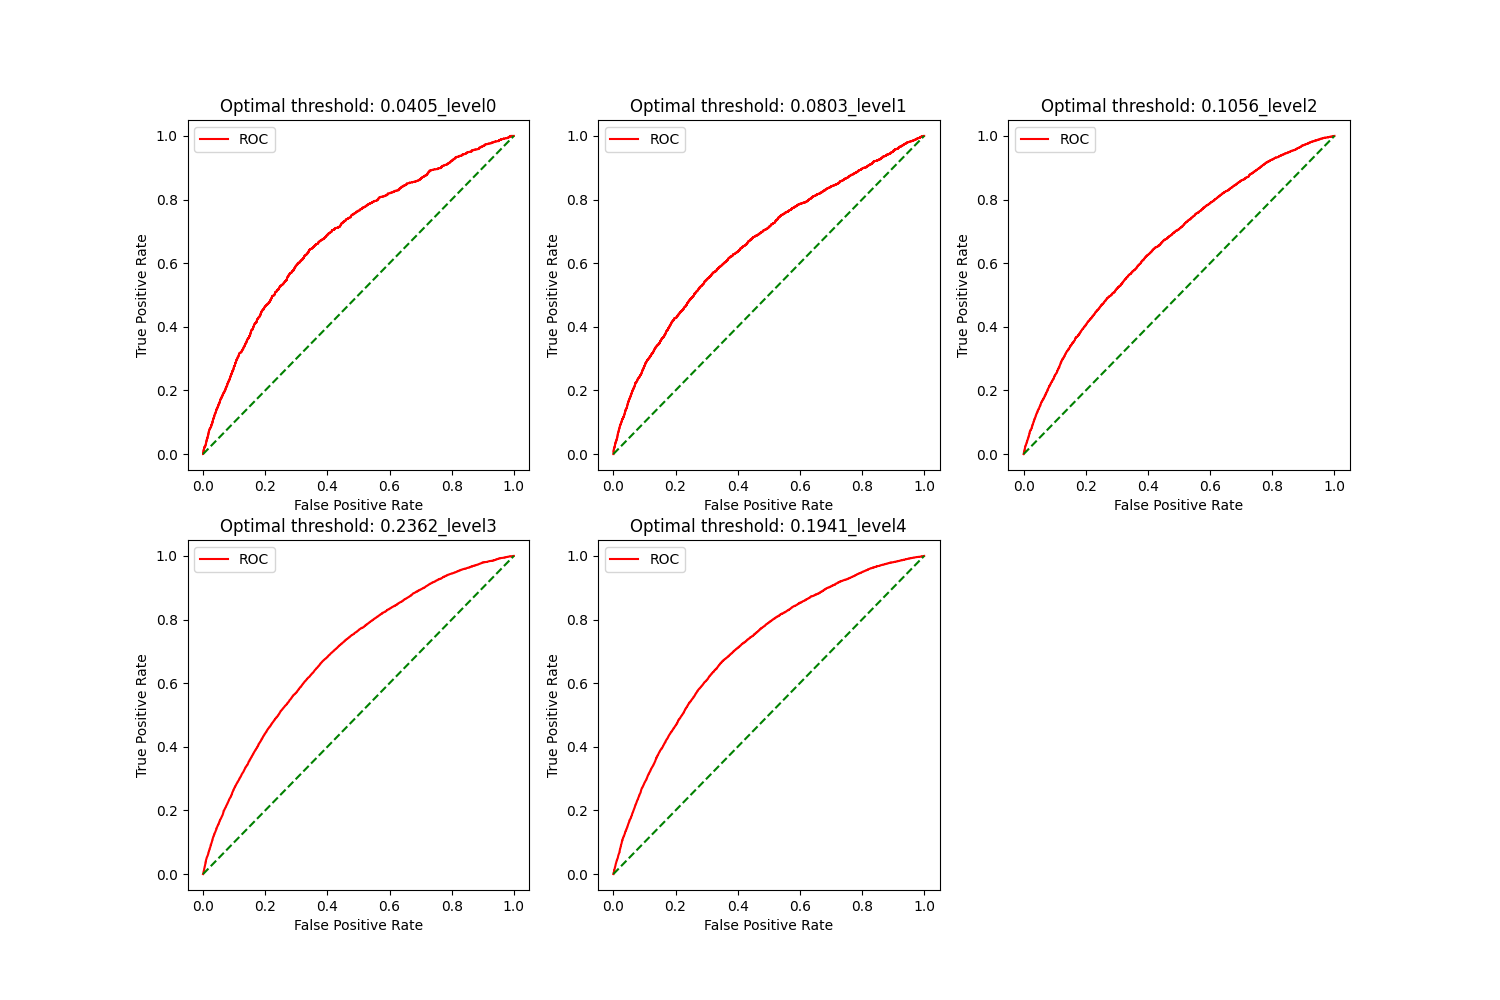 Optimal threshold: 0.0405_level0
ROC
True Positive Rate
1.0
0.8
0.6
0.4
0.2
0.0
0.0 0.2 0.4 0.6 0.8 1.0
False Positive Rate
Optimal threshold: 0.0803_level1
ROC
True Positive Rate
1.0
0.8
0.6
0.4
0.2
0.0
0.0 0.2 0.4 0.6 0.8 1.0
False Positive Rate
Optimal threshold: 0.1056_level2
ROC
True Positive Rate
1.0
0.8
0.6
0.4
0.2
0.0
0.0 0.2 0.4 0.6 0.8 1.0
False Positive Rate
Optimal threshold: 0.2362_level3
ROC
True Positive Rate
1.0
0.8
0.6
0.4
0.2
0.0
0.0 0.2 0.4 0.6 0.8 1.0
False Positive Rate
Optimal threshold: 0.1941_level4
ROC
True Positive Rate
1.0
0.8
0.6
0.4
0.2
0.0
0.0 0.2 0.4 0.6 0.8 1.0
False Positive Rate